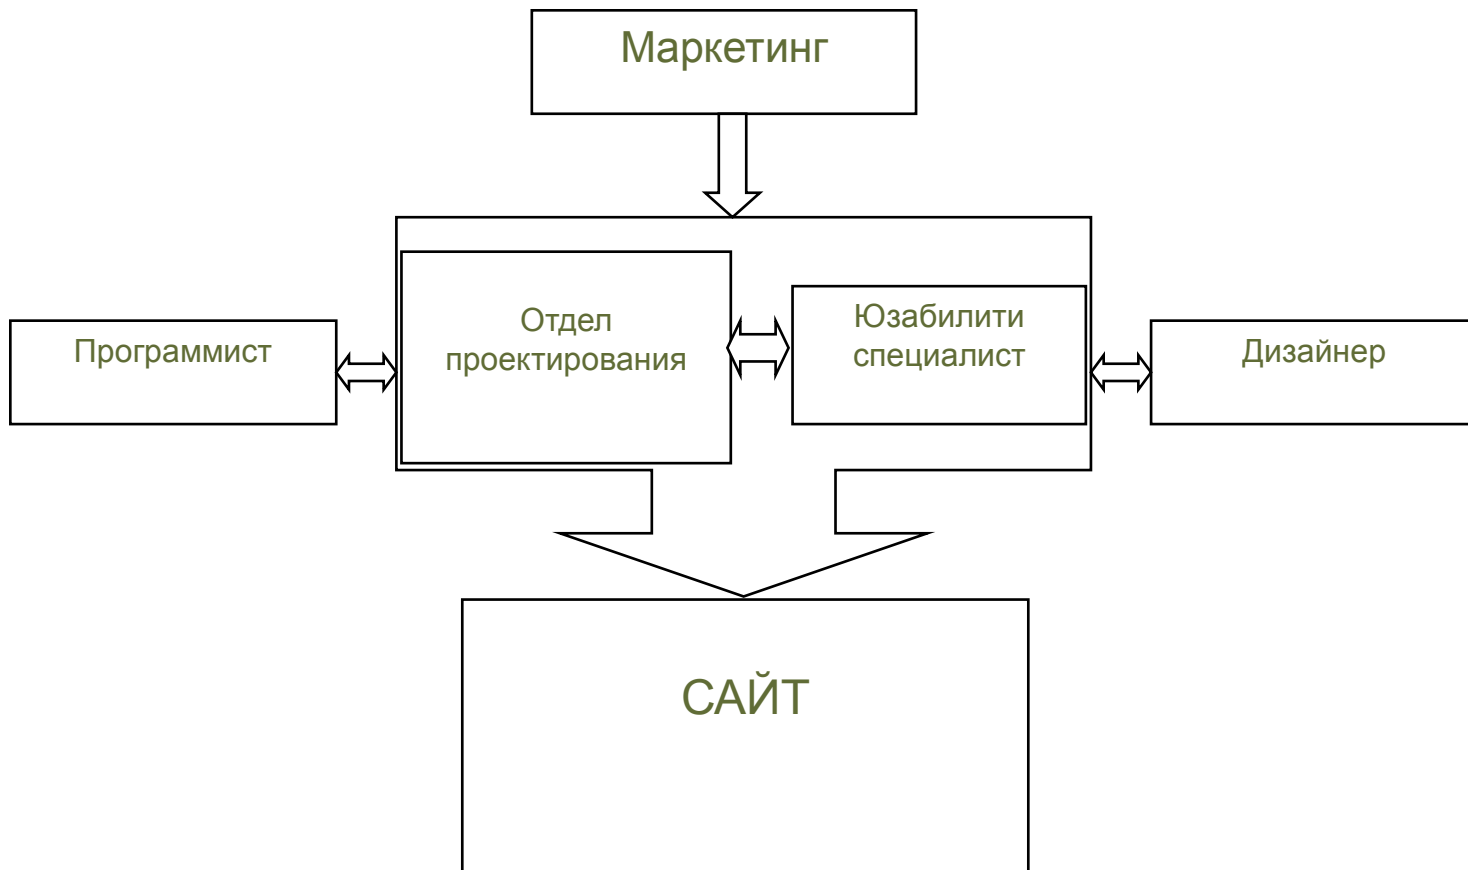 Маркетинг
Программист
Отдел
проектирования
Юзабилити
специалист
Дизайнер
САЙТ